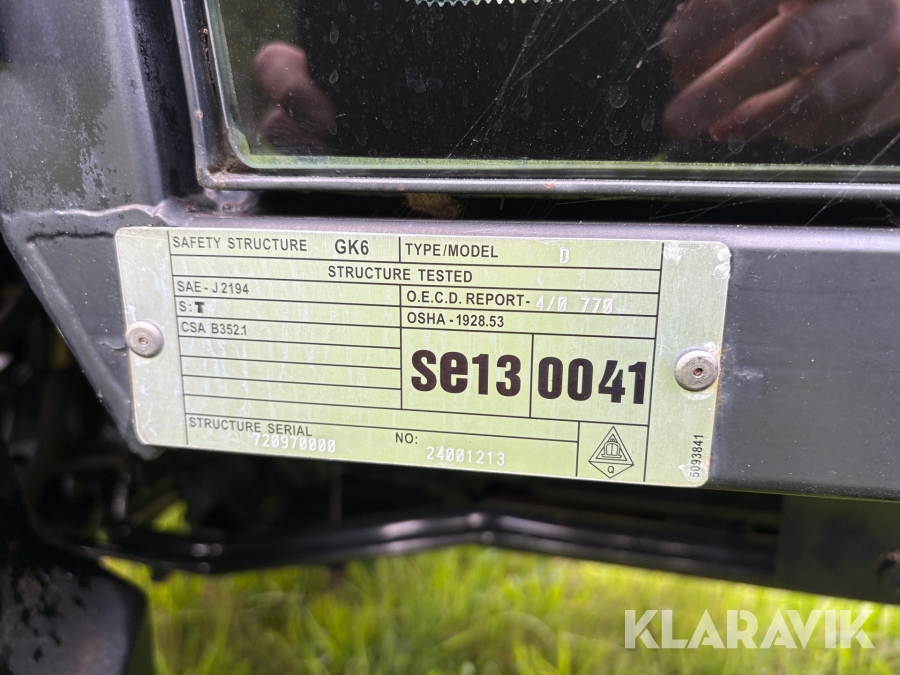 SAFETY STRUCTURE GK6 TYPE/MODEL D
STRUCTURE TESTED
SAE - J2194
O.E.C.D. REPORT- 4/0 770
S:T
OSHA - 1928.53
CSA B352.1
se13 0041
STRUCTURE SERIAL 720970000 NO: 24001213
Q
5093841
KLARAVIK